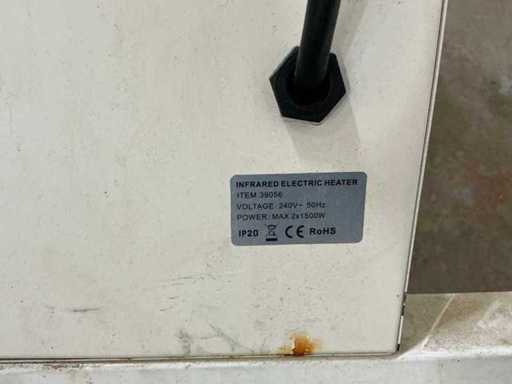 INFRARED ELECTRIC HEATER
ITEM 39056
VOLTAGE: 240V~ 50Hz
POWER: MAX 2x1500W
IP20 CE RoHS